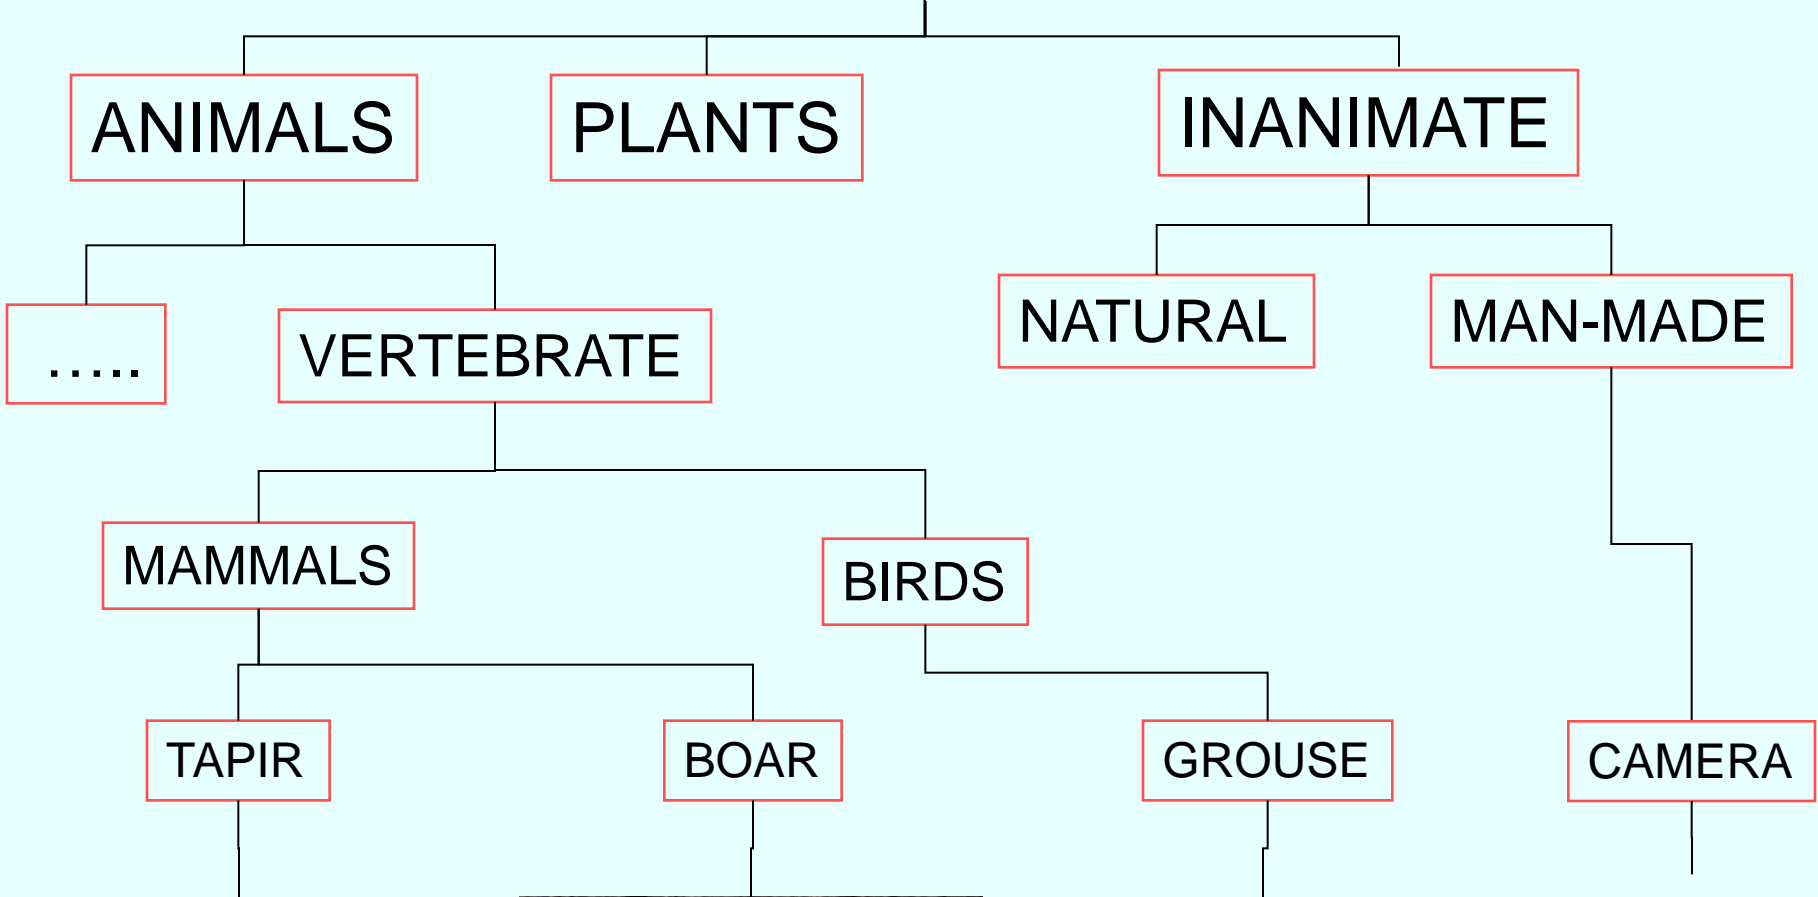 ANIMALS
PLANTS
INANIMATE
NATURAL
MAN-MADE
.....
VERTEBRATE
MAMMALS
BIRDS
TAPIR
BOAR
GROUSE
CAMERA